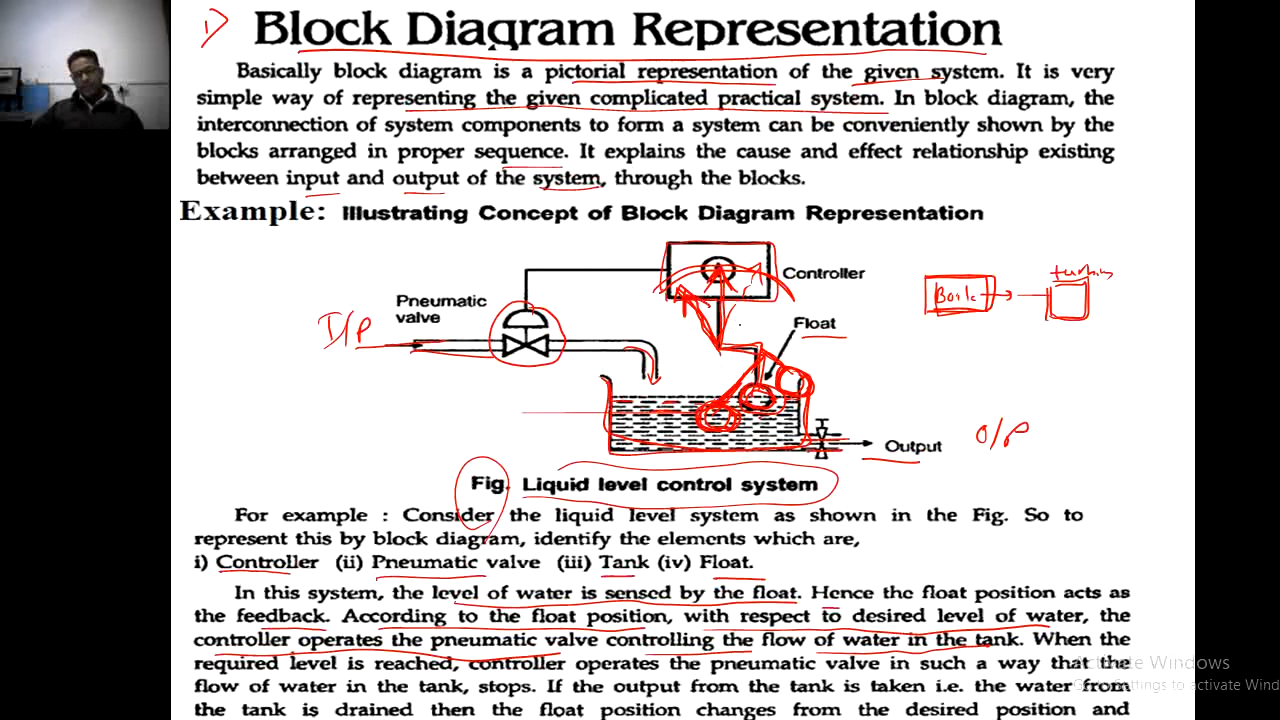 1)
Block Diagram Representation
Basically block diagram is a pictorial representation of the given system. It is very
simple way of representing the given complicated practical system. In block diagram, the
interconnection of system components to form a system can be conveniently shown by the
blocks arranged in proper sequence. It explains the cause and effect relationship existing
between input and output of the system, through the blocks.
Example: Illustrating Concept of Block Diagram Representation
Controller
Pneumatic
valve
I/P
Float
Output
O/P
Fig. Liquid level control system
For example : Consider the liquid level system as shown in the Fig. So to
represent this by block diagram, identify the elements which are,
i) Controller (ii) Pneumatic valve (iii) Tank (iv) Float.
In this system, the level of water is sensed by the float. Hence the float position acts as
the feedback. According to the float position, with respect to desired level of water, the
controller operates the pneumatic valve controlling the flow of water in the tank. When the
required level is reached, controller operates the pneumatic valve in such a way that the
flow of water in the tank, stops. If the output from the tank is taken i.e. the water from
the tank is drained then the float position changes from the desired position and
Activate Windows
Go to Settings to activate Wind